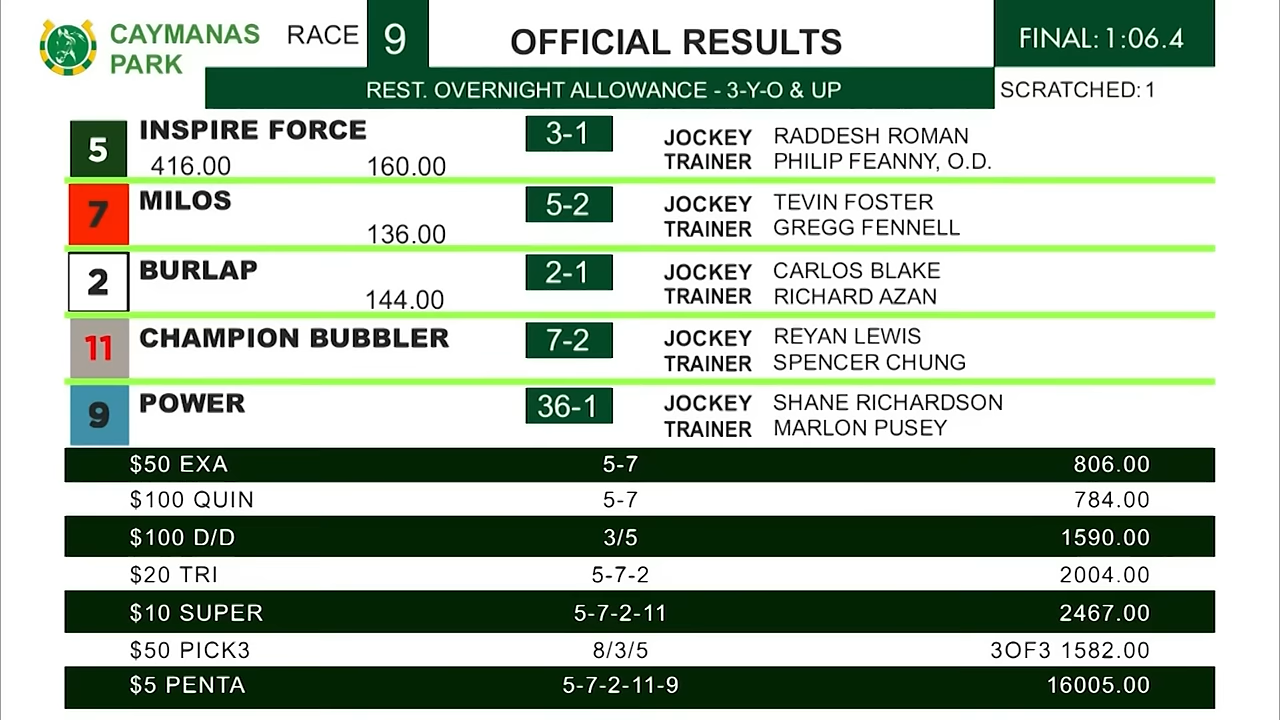 CAYMANAS PARK
RACE 9
OFFICIAL RESULTS
FINAL: 1:06.4
REST. OVERNIGHT ALLOWANCE - 3-Y-O & UP
SCRATCHED: 1
5 INSPIRE FORCE 3-1 JOCKEY RADDESH ROMAN
416.00 160.00 TRAINER PHILIP FEANNY, O.D.
7 MILOS 5-2 JOCKEY TEVIN FOSTER
136.00 TRAINER GREGG FENNELL
2 BURLAP 2-1 JOCKEY CARLOS BLAKE
144.00 TRAINER RICHARD AZAN
11 CHAMPION BUBBLER 7-2 JOCKEY REYAN LEWIS
TRAINER SPENCER CHUNG
9 POWER 36-1 JOCKEY SHANE RICHARDSON
TRAINER MARLON PUSEY
$50 EXA 5-7 806.00
$100 QUIN 5-7 784.00
$100 D/D 3/5 1590.00
$20 TRI 5-7-2 2004.00
$10 SUPER 5-7-2-11 2467.00
$50 PICK3 8/3/5 3OF3 1582.00
$5 PENTA 5-7-2-11-9 16005.00